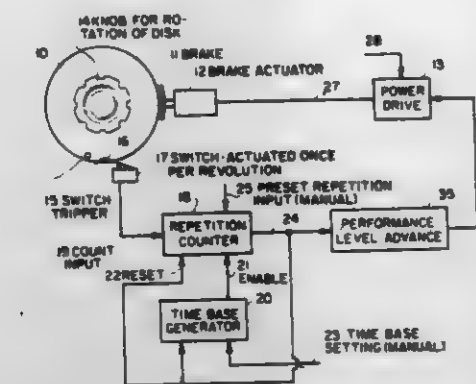 14 KNOB FOR RO-
TATION OF DISK
10
11 BRAKE
12 BRAKE ACTUATOR
28
13
27
POWER
DRIVE
16
17 SWITCH-ACTUATED ONCE
PER REVOLUTION
15 SWITCH
TRIPPER
25 PRESET REPETITION
INPUT (MANUAL)
18
24
35
REPETITION
COUNTER
PERFORMANCE
LEVEL ADVANCE
19 COUNT
INPUT
22 RESET
21
ENABLE
20
TIME BASE
GENERATOR
23 TIME BASE
SETTING (MANUAL)